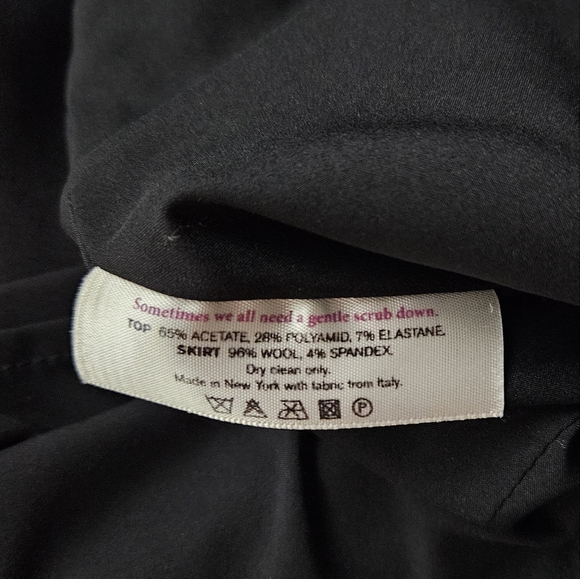 Sometimes we all need a gentle scrub down.
TOP 65% ACETATE, 28% POLYAMID, 7% ELASTANE.
SKIRT 96% WOOL, 4% SPANDEX.
Dry clean only.
Made in New York with fabric from Italy.
P